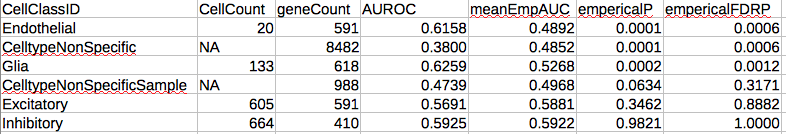 CellClassID CellCount geneCount AUROC meanEmpAUC empericalP empericalFDRP
Endothelial 20 591 0.6158 0.4892 0.0001 0.0006
CelltypeNonSpecific NA 8482 0.3800 0.4852 0.0001 0.0006
Glia 133 618 0.6259 0.5268 0.0002 0.0012
CelltypeNonSpecificSample NA 988 0.4739 0.4968 0.0634 0.3171
Excitatory 605 591 0.5691 0.5881 0.3462 0.8882
Inhibitory 664 410 0.5925 0.5922 0.9821 1.0000